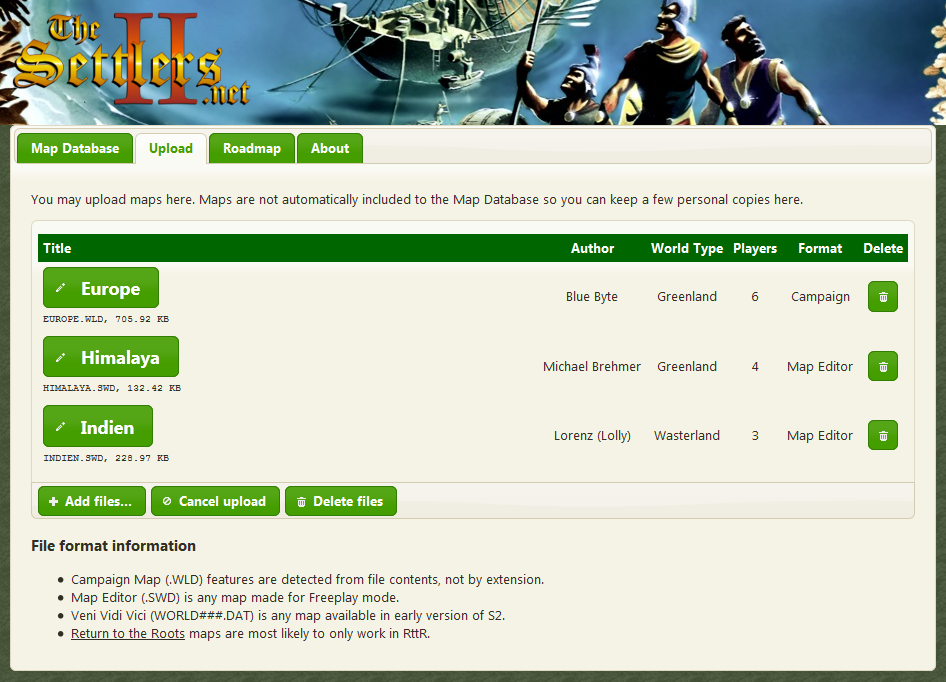 The
Settlers
II
.net
Map Database Upload Roadmap About
You may upload maps here. Maps are not automatically included to the Map Database so you can keep a few personal copies here.
Title Author World Type Players Format Delete
Europe Blue Byte Greenland 6 Campaign
EUROPE.WLD, 705.92 KB
Himalaya Michael Brehmer Greenland 4 Map Editor
HIMALAYA.SWD, 132.42 KB
Indien Lorenz (Lolly) Wasterland 3 Map Editor
INDIEN.SWD, 228.97 KB
Add files... Cancel upload Delete files
File format information
Campaign Map (.WLD) features are detected from file contents, not by extension.
Map Editor (.SWD) is any map made for Freeplay mode.
Veni Vidi Vici (WORLD###.DAT) is any map available in early version of S2.
Return to the Roots maps are most likely to only work in RttR.